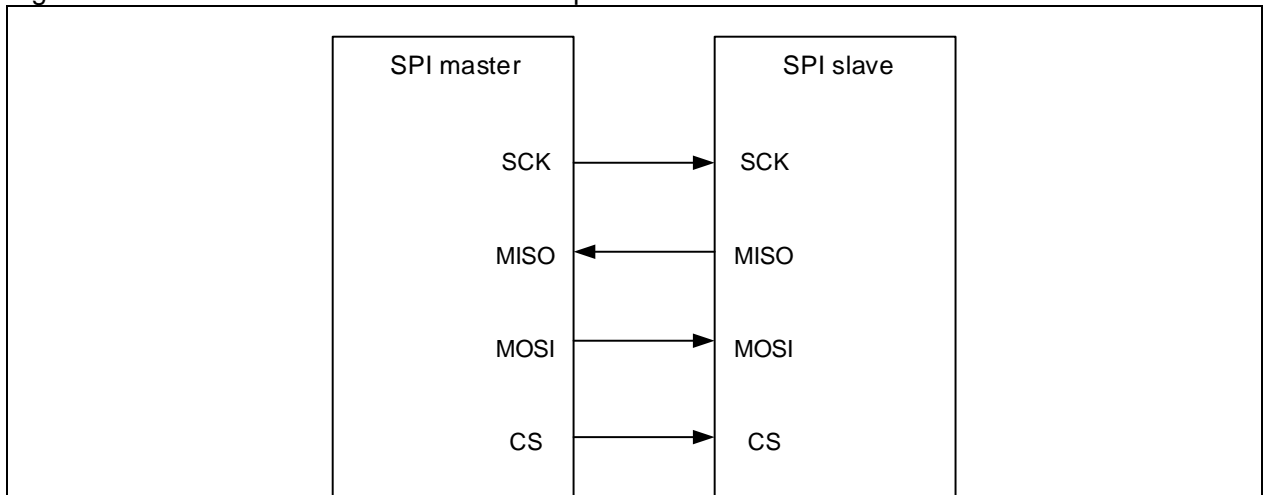 SPI master SPI slave
SCK SCK
MISO MISO
MOSI MOSI
CS CS